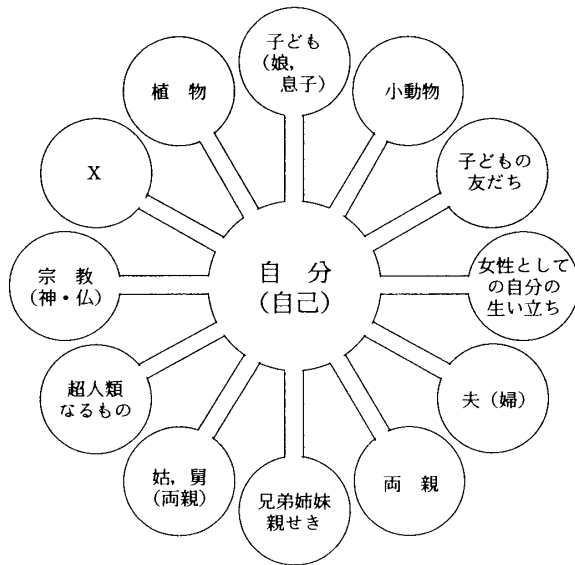 子ども
(娘,
息子)
小動物
子どもの
友だち
女性として
の自分の
生い立ち
夫(婦)
両 親
兄弟姉妹
親せき
姑,舅
(両親)
超人類
なるもの
宗 教
(神・仏)
X
植 物
自 分
(自己)